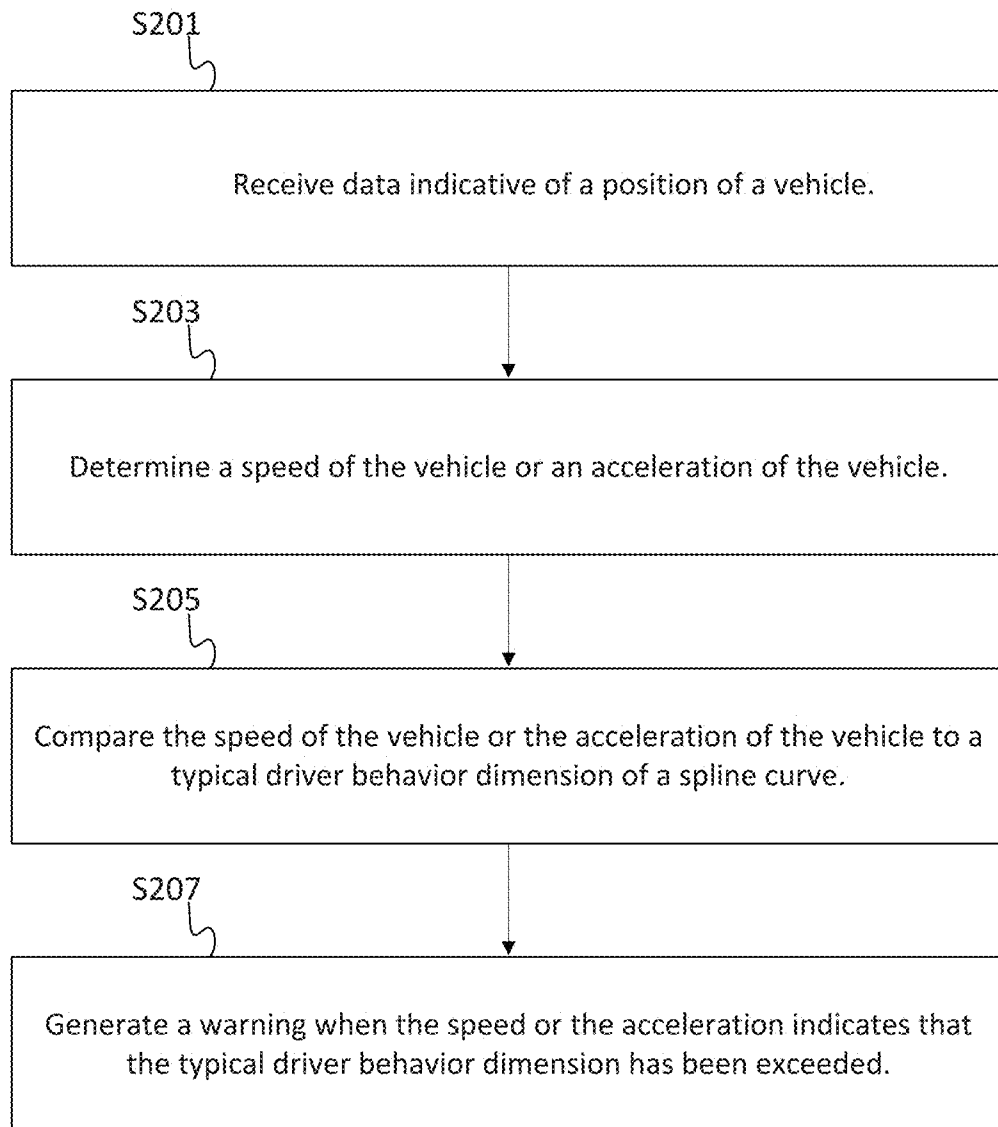 S201
Receive data indicative of a position of a vehicle.
S203
Determine a speed of the vehicle or an acceleration of the vehicle.
S205
Compare the speed of the vehicle or the acceleration of the vehicle to a
typical driver behavior dimension of a spline curve.
S207
Generate a warning when the speed or the acceleration indicates that
the typical driver behavior dimension has been exceeded.